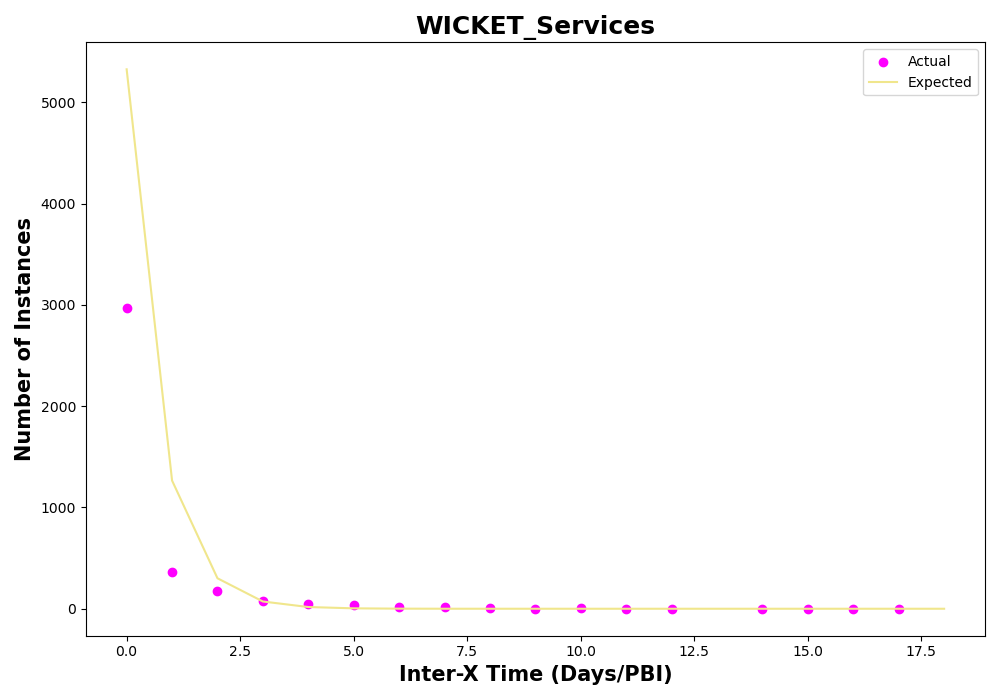 WICKET_Services
Actual
Expected
5000
4000
3000
2000
1000
0
Number of Instances
0.0 2.5 5.0 7.5 10.0 12.5 15.0 17.5
Inter-X Time (Days/PBI)